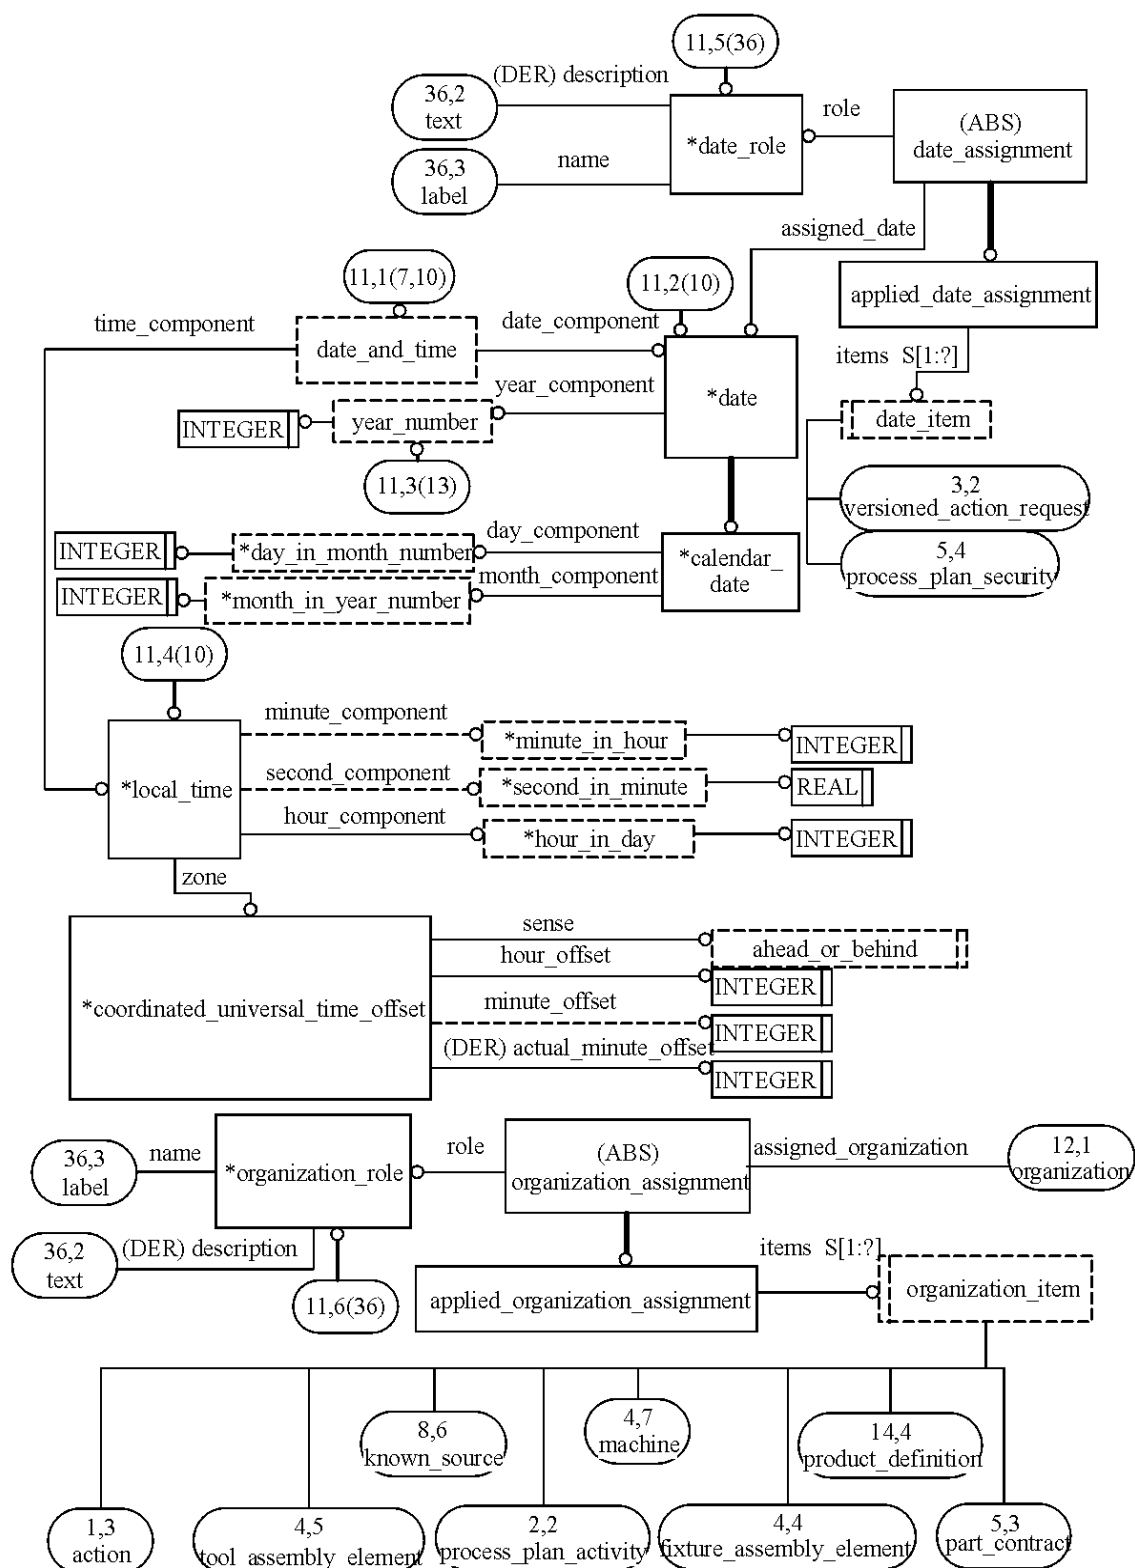 11,5(36)
(DER) description
36,2
text
role
(ABS)
date_assignment
*date_role
name
36,3
label
assigned_date
11,1(7,10)
11,2(10)
applied_date_assignment
time_component
date_component
date_and_time
items S[1:?]
year_component
*date
INTEGER
year_number
date_item
11,3(13)
3,2
versioned_action_request
day_component
INTEGER
*day_in_month_number
*calendar_
date
5,4
process_plan_security
month_component
INTEGER
*month_in_year_number
11,4(10)
minute_component
*minute_in_hour
INTEGER
second_component
*local_time
*second_in_minute
REAL
hour_component
*hour_in_day
INTEGER
zone
sense
ahead_or_behind
hour_offset
INTEGER
*coordinated_universal_time_offset
minute_offset
INTEGER
(DER) actual_minute_offset
INTEGER
name
36,3
label
*organization_role
role
(ABS)
organization_assignment
assigned_organization
12,1
organization
(DER) description
36,2
text
items S[1:?]
11,6(36)
applied_organization_assignment
organization_item
8,6
known_source
4,7
machine
14,4
product_definition
1,3
action
4,5
tool_assembly_element
2,2
process_plan_activity
4,4
fixture_assembly_element
5,3
part_contract